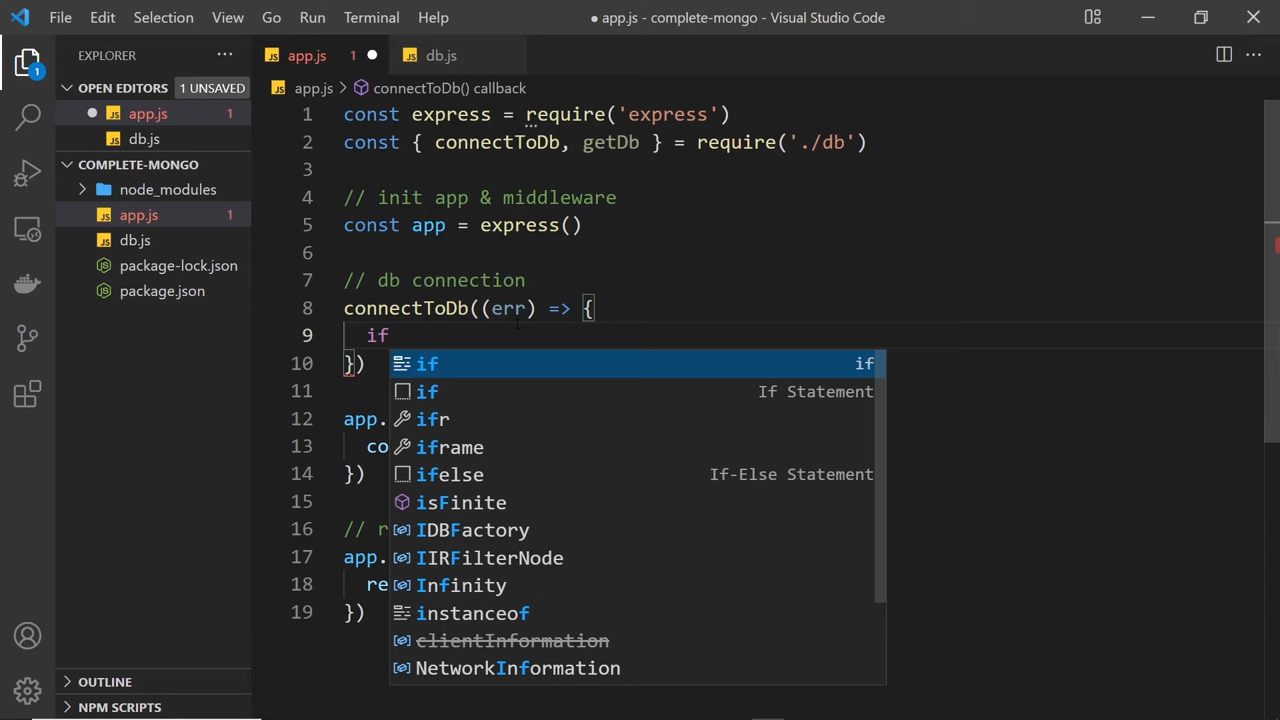 File Edit Selection View Go Run Terminal Help ● app.js - complete-mongo - Visual Studio Code
1
EXPLORER ···
OPEN EDITORS 1 UNSAVED
● JS app.js 1
JS db.js
COMPLETE-MONGO
node_modules
JS app.js 1
JS db.js
package-lock.json
package.json
OUTLINE
NPM SCRIPTS
JS app.js 1 ● JS db.js ···
JS app.js > connectToDb() callback
1 const express = require('express')
2 const { connectToDb, getDb } = require('./db')
3
4 // init app & middleware
5 const app = express()
6
7 // db connection
8 connectToDb((err) => {
9 if
10 })
11
12 app.
13 co
14 })
15
16 // r
17 app.
18 re
19 })
if if
if If Statement
ifr
iframe
ifelse If-Else Statement
isFinite
IDBFactory
IIRFilterNode
Infinity
instanceof
clientInformation
NetworkInformation